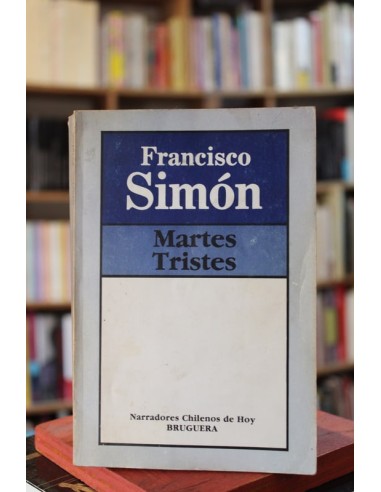 Francisco
Simón
Martes
Tristes
Narradores Chilenos de Hoy
BRUGUERA